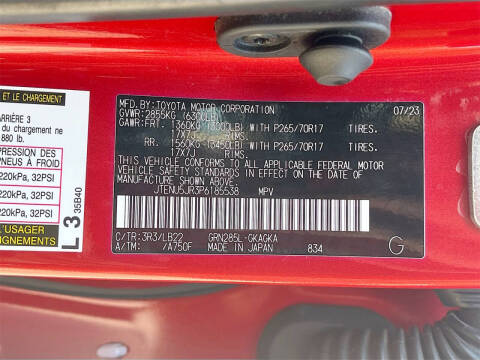 ET LE CHARGEMENT
ARRIÈRE 3
du chargement ne
880 lb.
PRESSION DES
PNEUS À FROID
220kPa, 32PSI
220kPa, 32PSI
220kPa, 32PSI
L'USAGER
SEIGNEMENTS
L 3
35B40
MFD. BY: TOYOTA MOTOR CORPORATION 07/23
GVWR: 2855KG (6300LB)
GAWR: FRT. 1360KG (3000LB) WITH P265/70R17 TIRES.
17X7J RIMS.
RR. 1560KG (3450LB) WITH P265/70R17 TIRES.
17X7J RIMS.
THIS VEHICLE CONFORMS TO ALL APPLICABLE FEDERAL MOTOR
VEHICLE SAFETY STANDARDS IN EFFECT ON THE DATE OF
MANUFACTURE SHOWN ABOVE.
JTENU5JR3P6185538 MPV
C/TR: 3R3/LB22 GRN285L-GKAGKA
A/TM: /A750F MADE IN JAPAN 834 G